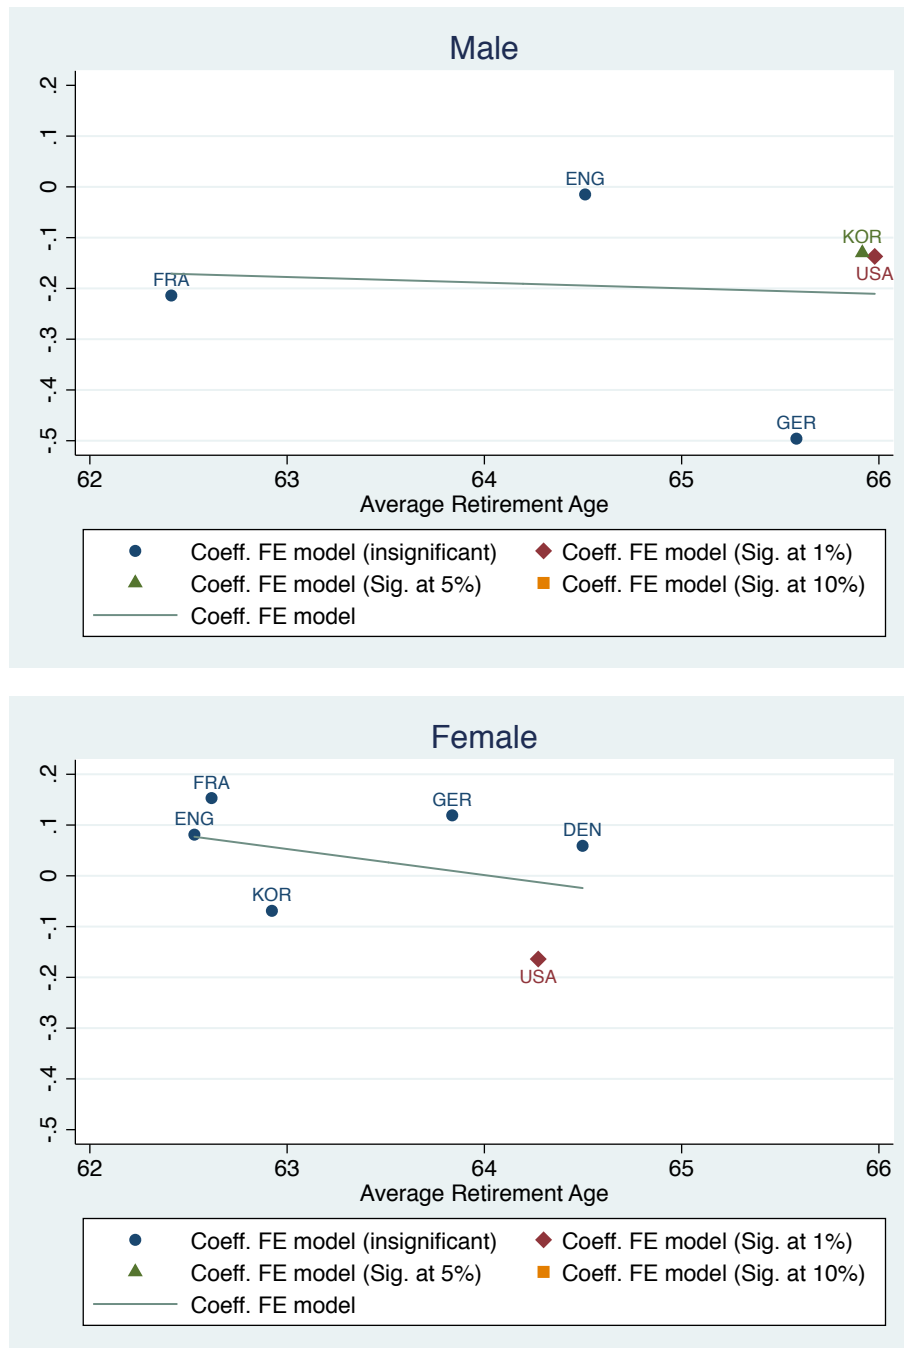 Male
.2
.1
0
-.1
-.2
-.3
-.4
-.5
ENG
KOR
USA
FRA
GER
62 63 64 65 66
Average Retirement Age
Coeff. FE model (insignificant) Coeff. FE model (Sig. at 1%)
Coeff. FE model (Sig. at 5%) Coeff. FE model (Sig. at 10%)
Coeff. FE model
Female
.2
.1
0
-.1
-.2
-.3
-.4
-.5
FRA
GER
ENG
DEN
KOR
USA
62 63 64 65 66
Average Retirement Age
Coeff. FE model (insignificant) Coeff. FE model (Sig. at 1%)
Coeff. FE model (Sig. at 5%) Coeff. FE model (Sig. at 10%)
Coeff. FE model